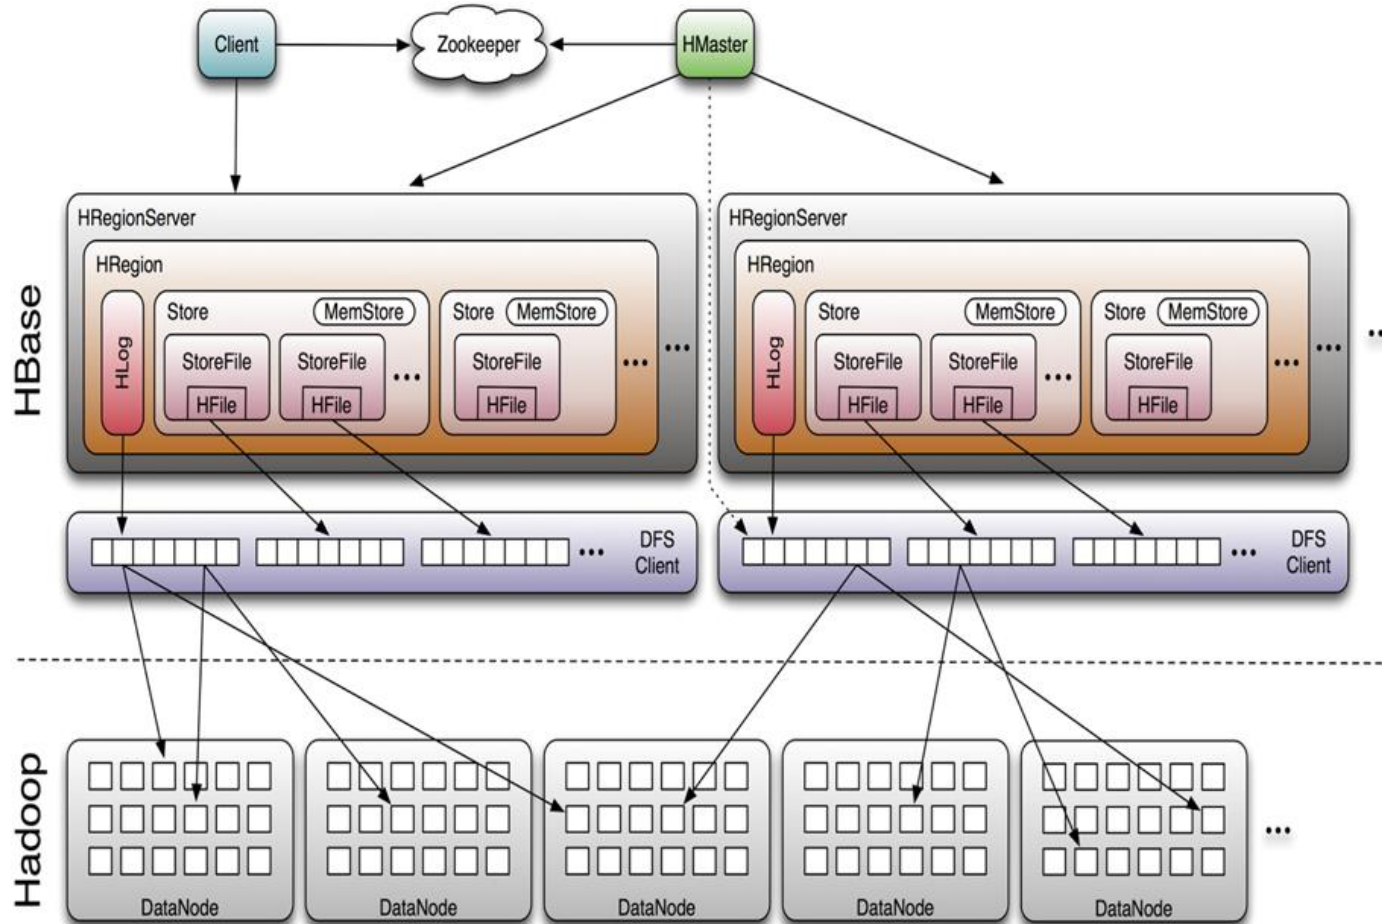 Client
Zookeeper
HMaster
HBase
HRegionServer
HRegion
HLog
Store
MemStore
StoreFile
HFile
StoreFile
HFile
...
Store
MemStore
StoreFile
HFile
...
...
HRegionServer
HRegion
HLog
Store
MemStore
StoreFile
HFile
StoreFile
HFile
...
Store
MemStore
StoreFile
HFile
...
...
...
...
DFS
Client
...
DFS
Client
Hadoop
DataNode
DataNode
DataNode
DataNode
DataNode
...